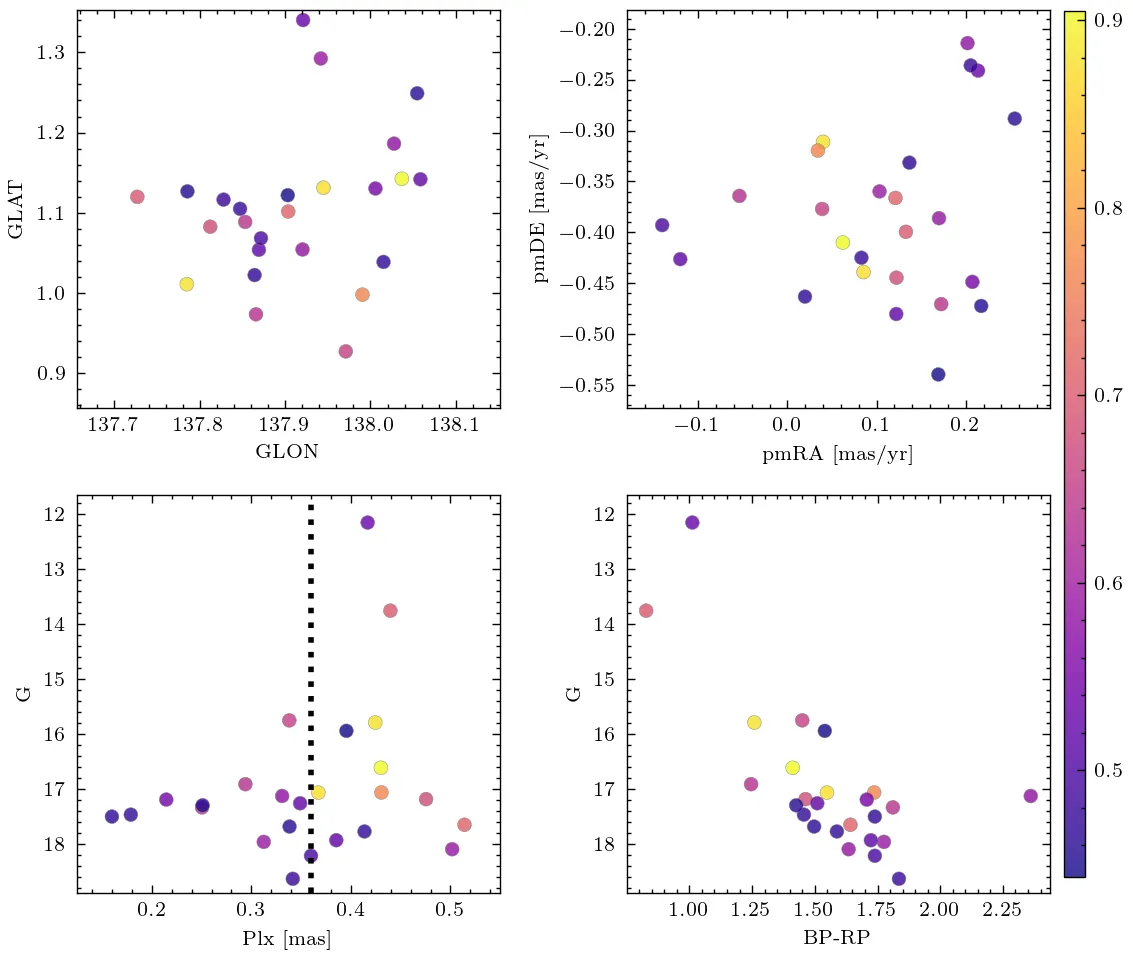 1.3
1.2
1.1
1.0
0.9
GLAT
137.7 137.8 137.9 138.0 138.1
GLON
−0.20
−0.25
−0.30
−0.35
−0.40
−0.45
−0.50
−0.55
pmDE [mas/yr]
−0.1 0.0 0.1 0.2
pmRA [mas/yr]
12
13
14
15
16
17
18
G
0.2 0.3 0.4 0.5
Plx [mas]
12
13
14
15
16
17
18
G
1.00 1.25 1.50 1.75 2.00 2.25
BP-RP
0.9
0.8
0.7
0.6
0.5